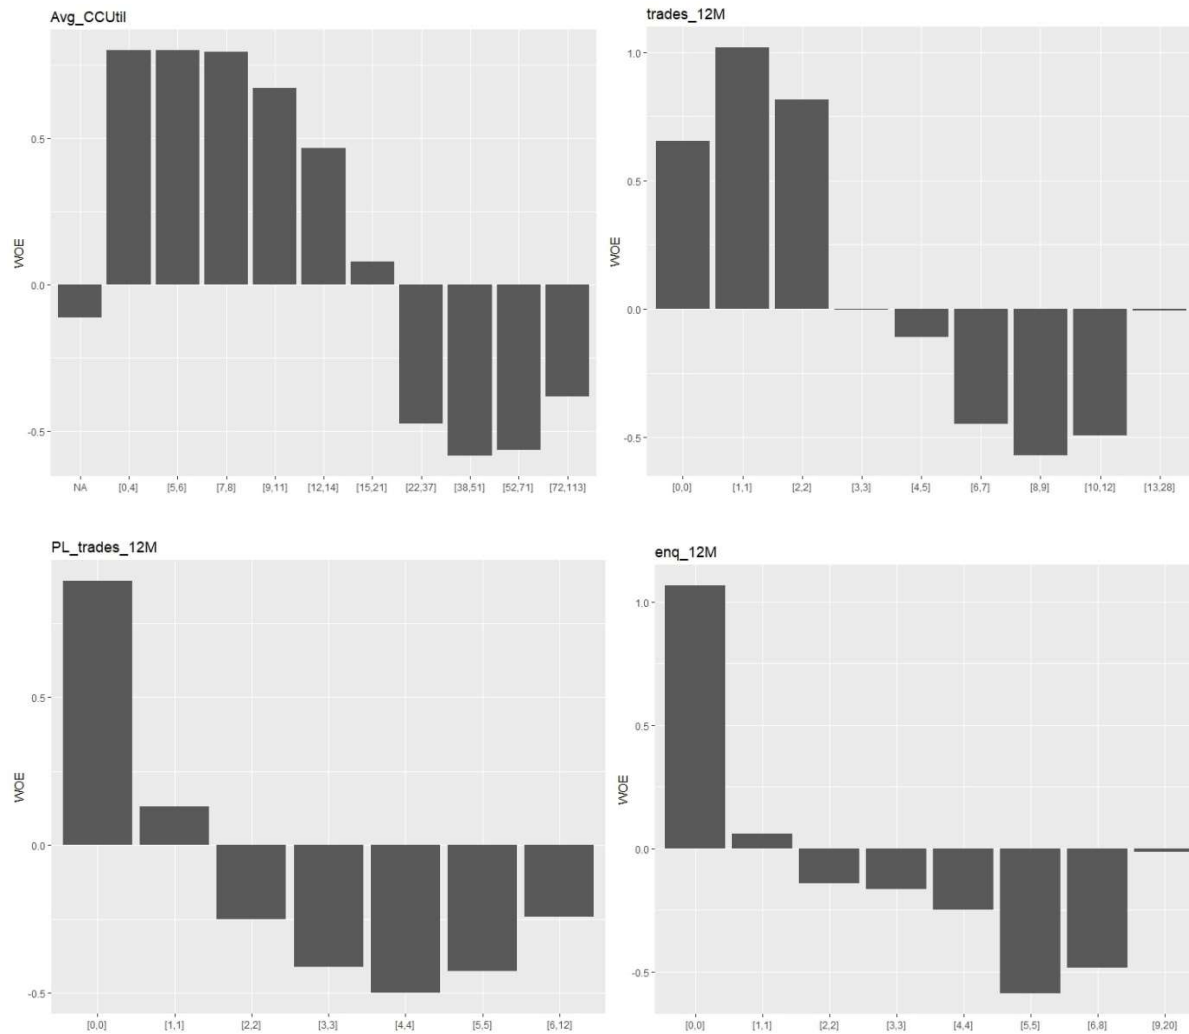 Avg_CCUtil
0.5
0.0
-0.5
WOE
NA [0,4] [5,6] [7,8] [9,11] [12,14] [15,21] [22,37] [38,51] [52,71] [72,113]
trades_12M
1.0
0.5
0.0
-0.5
WOE
[0,0] [1,1] [2,2] [3,3] [4,5] [6,7] [8,9] [10,12] [13,28]
PL_trades_12M
0.5
0.0
-0.5
WOE
[0,0] [1,1] [2,2] [3,3] [4,4] [5,5] [6,12]
enq_12M
1.0
0.5
0.0
-0.5
WOE
[0,0] [1,1] [2,2] [3,3] [4,4] [5,5] [6,8] [9,20]